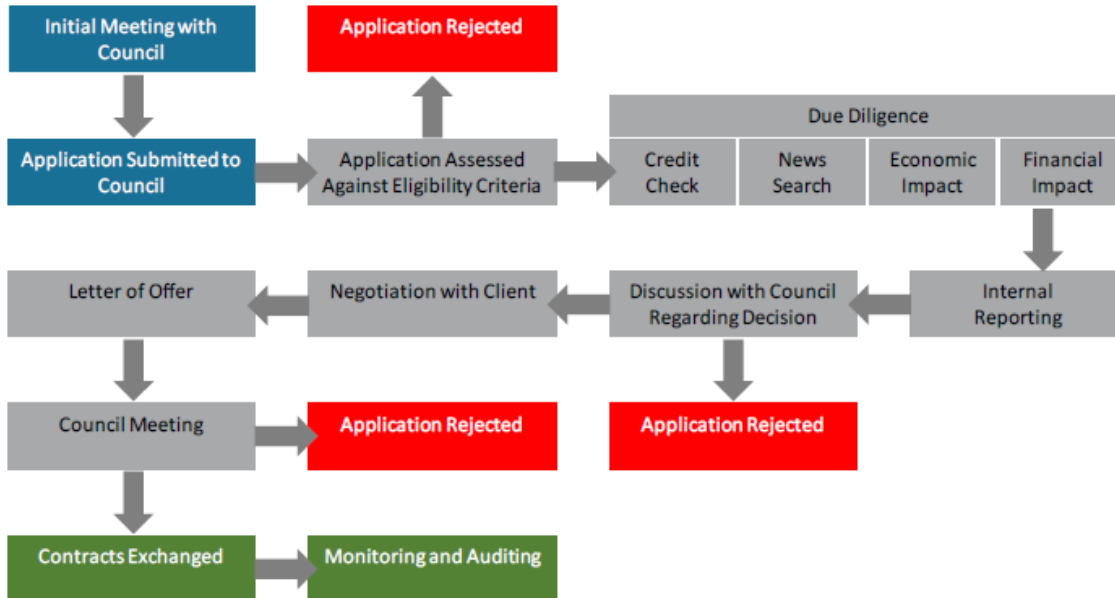 Initial Meeting with
Council
Application Rejected
Due Diligence
Application Submitted to
Council
Application Assessed
Against Eligibility Criteria
Credit
Check
News
Search
Economic
Impact
Financial
Impact
Letter of Offer
Negotiation with Client
Discussion with Council
Regarding Decision
Internal
Reporting
Council Meeting
Application Rejected
Application Rejected
Contracts Exchanged
Monitoring and Auditing